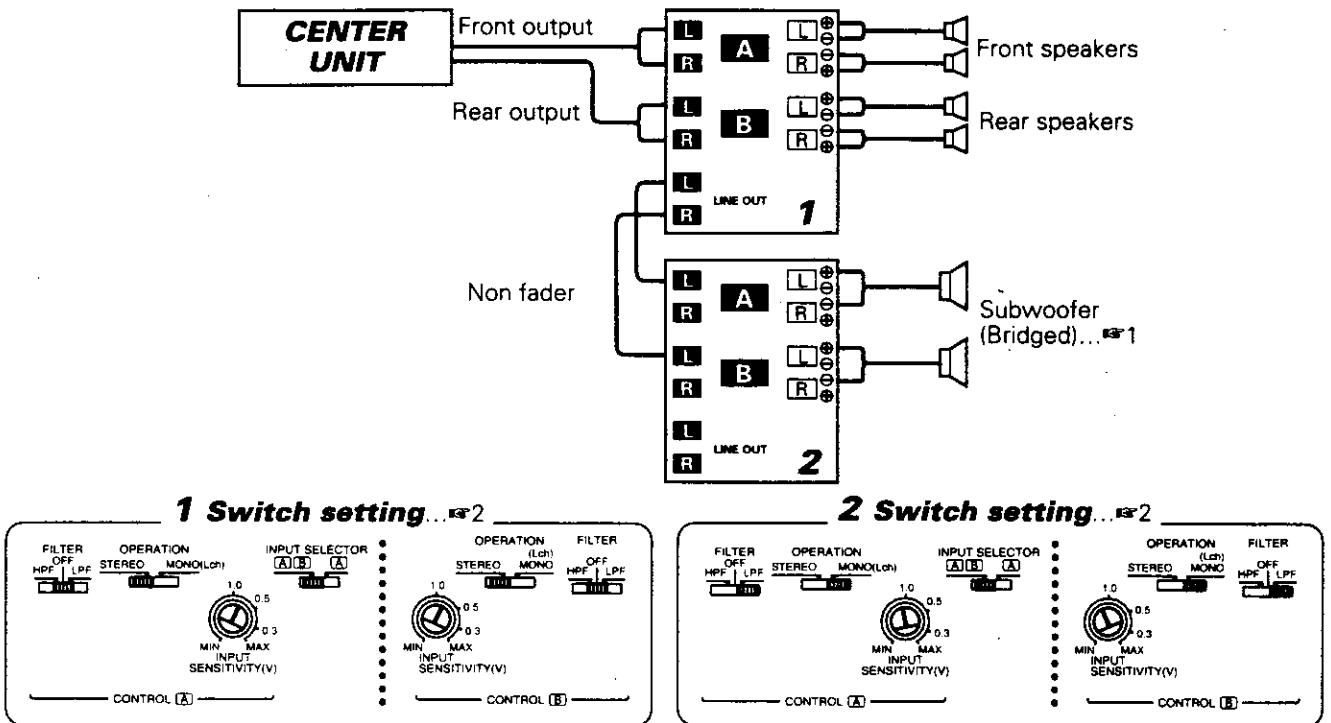 CENTER
UNIT
Front output
Rear output
L
R
A
L ⊕
⊖
R ⊖
⊕
Front speakers
L
R
B
L ⊕
⊖
R ⊖
⊕
Rear speakers
L
R
LINE OUT
1
Non fader
L
R
A
L ⊕
⊖
R ⊖
⊕
Subwoofer
(Bridged)...☞1
L
R
B
L ⊕
⊖
R ⊖
⊕
L
R
LINE OUT
2
1 Switch setting...☞2
FILTER
OFF
HPF LPF
OPERATION
STEREO MONO(Lch)
INPUT SELECTOR
A B A
1.0
0.5
0.3
MIN MAX
INPUT
SENSITIVITY(V)
CONTROL A
OPERATION
(Lch)
STEREO MONO
FILTER
OFF
HPF LPF
1.0
0.5
0.3
MIN MAX
INPUT
SENSITIVITY(V)
CONTROL B
2 Switch setting...☞2
FILTER
OFF
HPF LPF
OPERATION
STEREO MONO(Lch)
INPUT SELECTOR
A B A
1.0
0.5
0.3
MIN MAX
INPUT
SENSITIVITY(V)
CONTROL A
OPERATION
(Lch)
STEREO MONO
FILTER
OFF
HPF LPF
1.0
0.5
0.3
MIN MAX
INPUT
SENSITIVITY(V)
CONTROL B